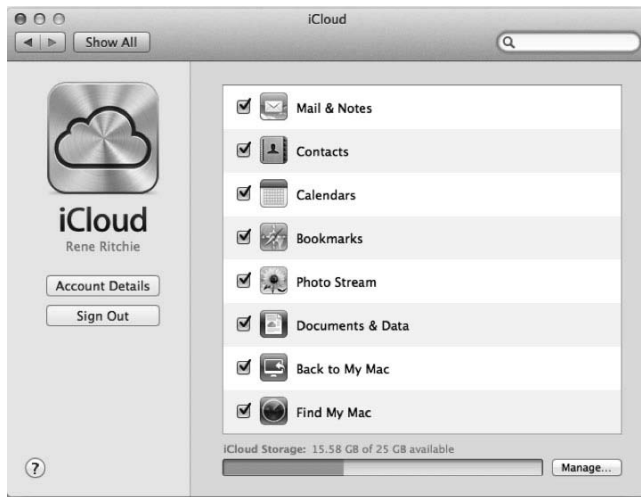 iCloud
Show All
iCloud
Rene Ritchie
Account Details
Sign Out
Mail & Notes
Contacts
Calendars
Bookmarks
Photo Stream
Documents & Data
Back to My Mac
Find My Mac
iCloud Storage: 15.58 GB of 25 GB available
Manage...
?